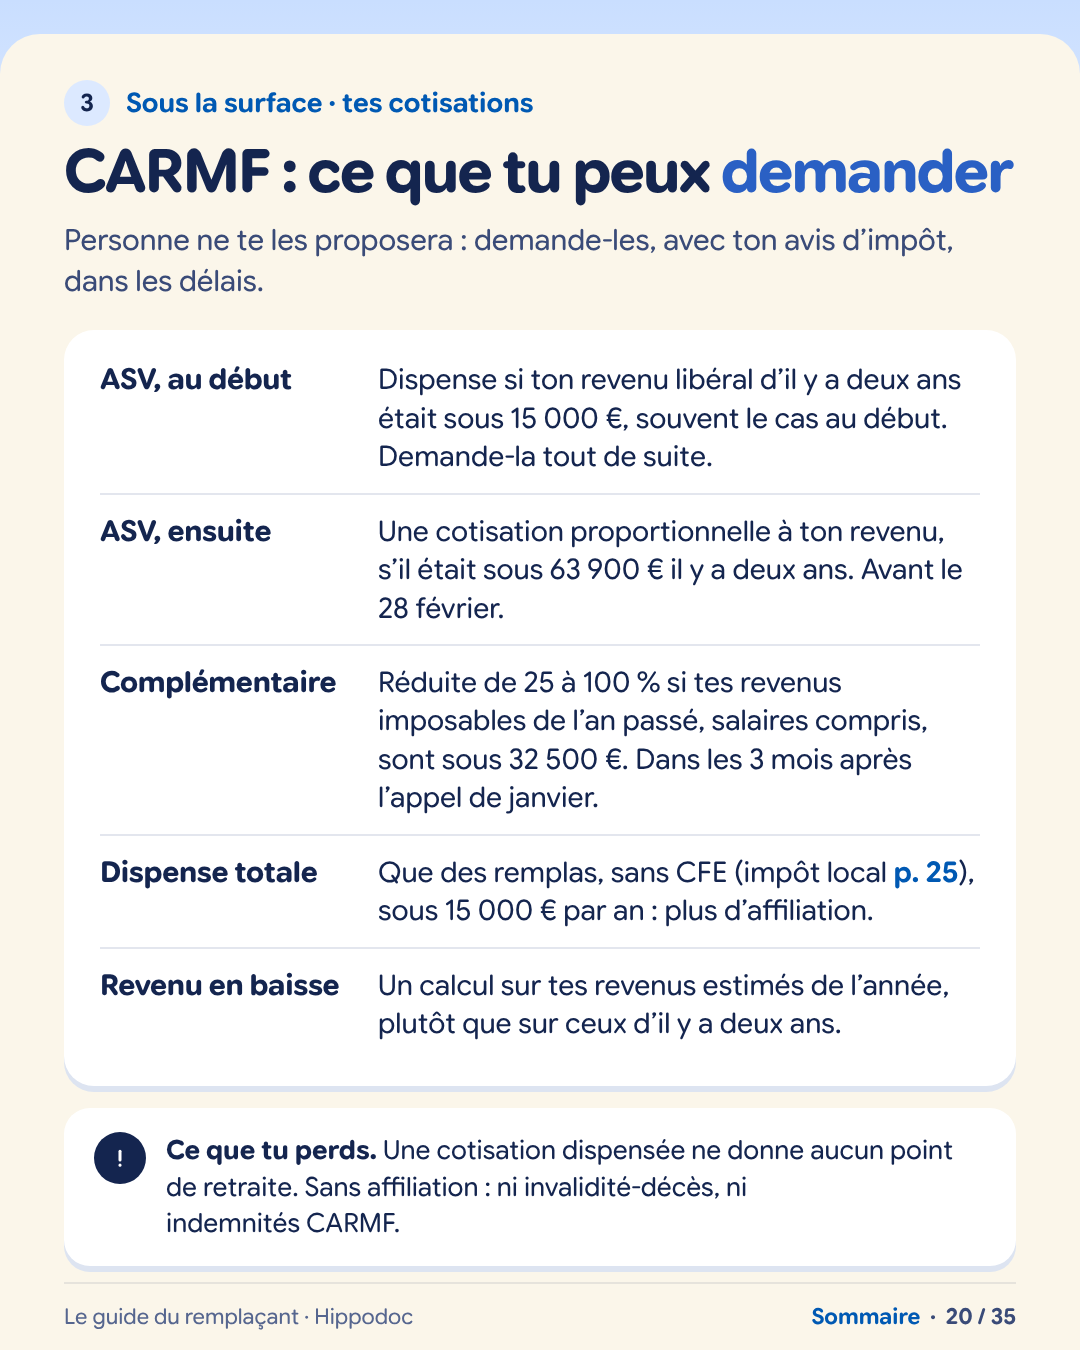 3 Sous la surface · tes cotisations
CARMF : ce que tu peux demander
Personne ne te les proposera : demande-les, avec ton avis d’impôt,
dans les délais.
ASV, au début
Dispense si ton revenu libéral d’il y a deux ans
était sous 15 000 €, souvent le cas au début.
Demande-la tout de suite.
ASV, ensuite
Une cotisation proportionnelle à ton revenu,
s’il était sous 63 900 € il y a deux ans. Avant le
28 février.
Complémentaire
Réduite de 25 à 100 % si tes revenus
imposables de l’an passé, salaires compris,
sont sous 32 500 €. Dans les 3 mois après
l’appel de janvier.
Dispense totale
Que des remplas, sans CFE (impôt local p. 25),
sous 15 000 € par an : plus d’affiliation.
Revenu en baisse
Un calcul sur tes revenus estimés de l’année,
plutôt que sur ceux d’il y a deux ans.
! Ce que tu perds. Une cotisation dispensée ne donne aucun point
de retraite. Sans affiliation : ni invalidité-décès, ni
indemnités CARMF.
Le guide du remplaçant · Hippodoc
Sommaire · 20 / 35